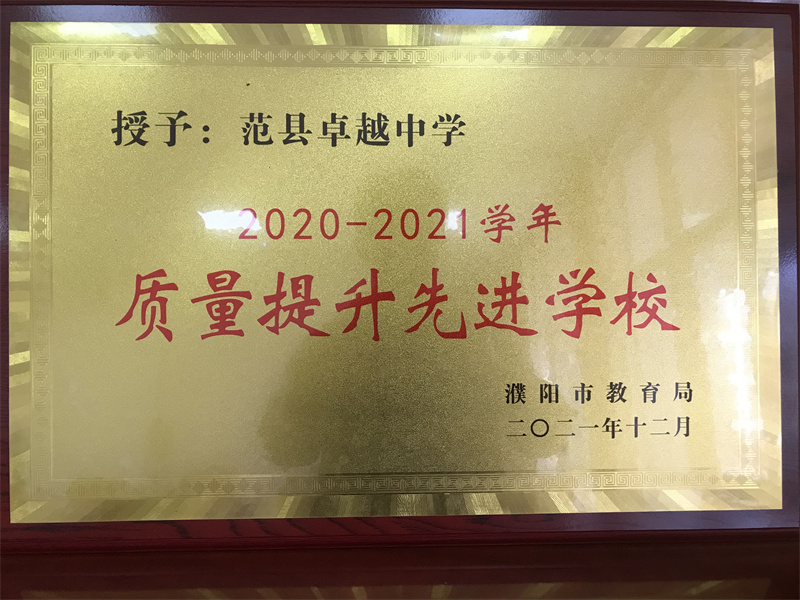 授予：范县卓越中学
2020-2021学年
质量提升先进学校
濮阳市教育局
二〇二一年十二月